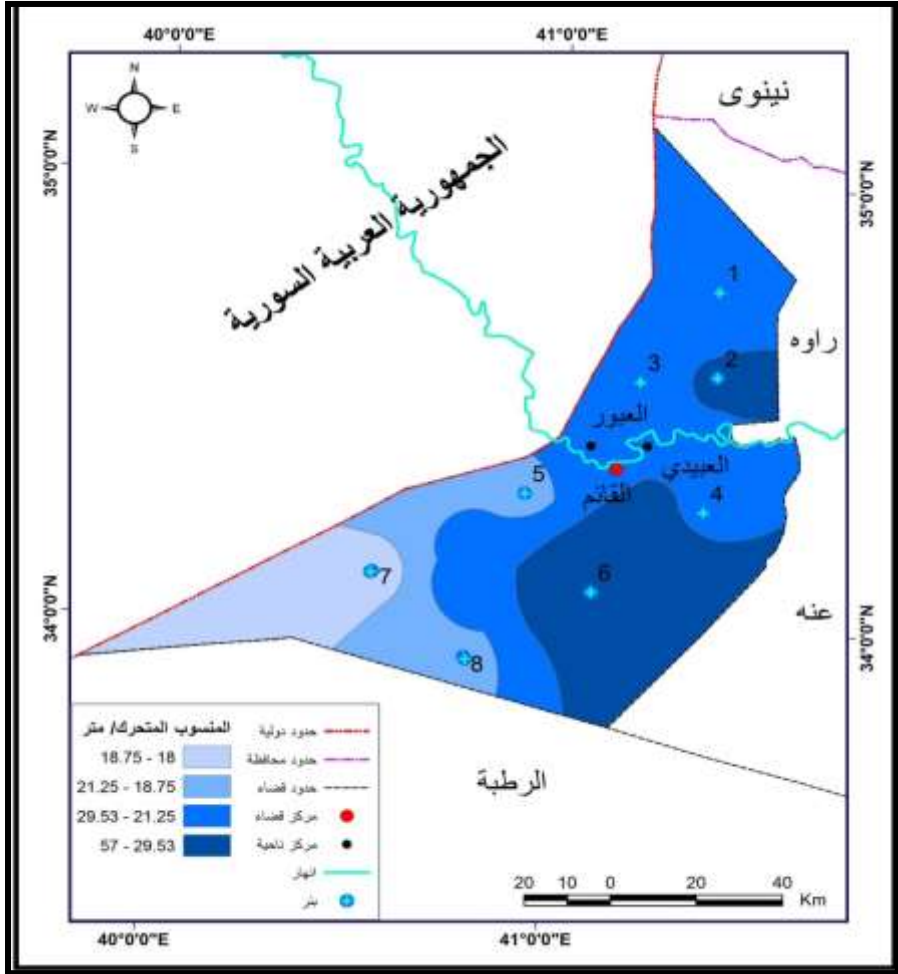 40°0'0"E
41°0'0"E
N
W
E
S
نينوى
35°0'0"N
35°0'0"N
الجمهورية العربية السورية
1
راوه
2
3
العبور
العبيدي
القائم
5
4
7
6
34°0'0"N
34°0'0"N
عنه
8
الرطبة
المنسوب المتحرك/ متر
18.75 - 18
21.25 - 18.75
29.53 - 21.25
57 - 29.53
حدود دولية
حدود محافظة
حدود قضاء
مركز قضاء
مركز ناحية
انهار
بئر
20 10 0 20 40
Km
40°0'0"E
41°0'0"E